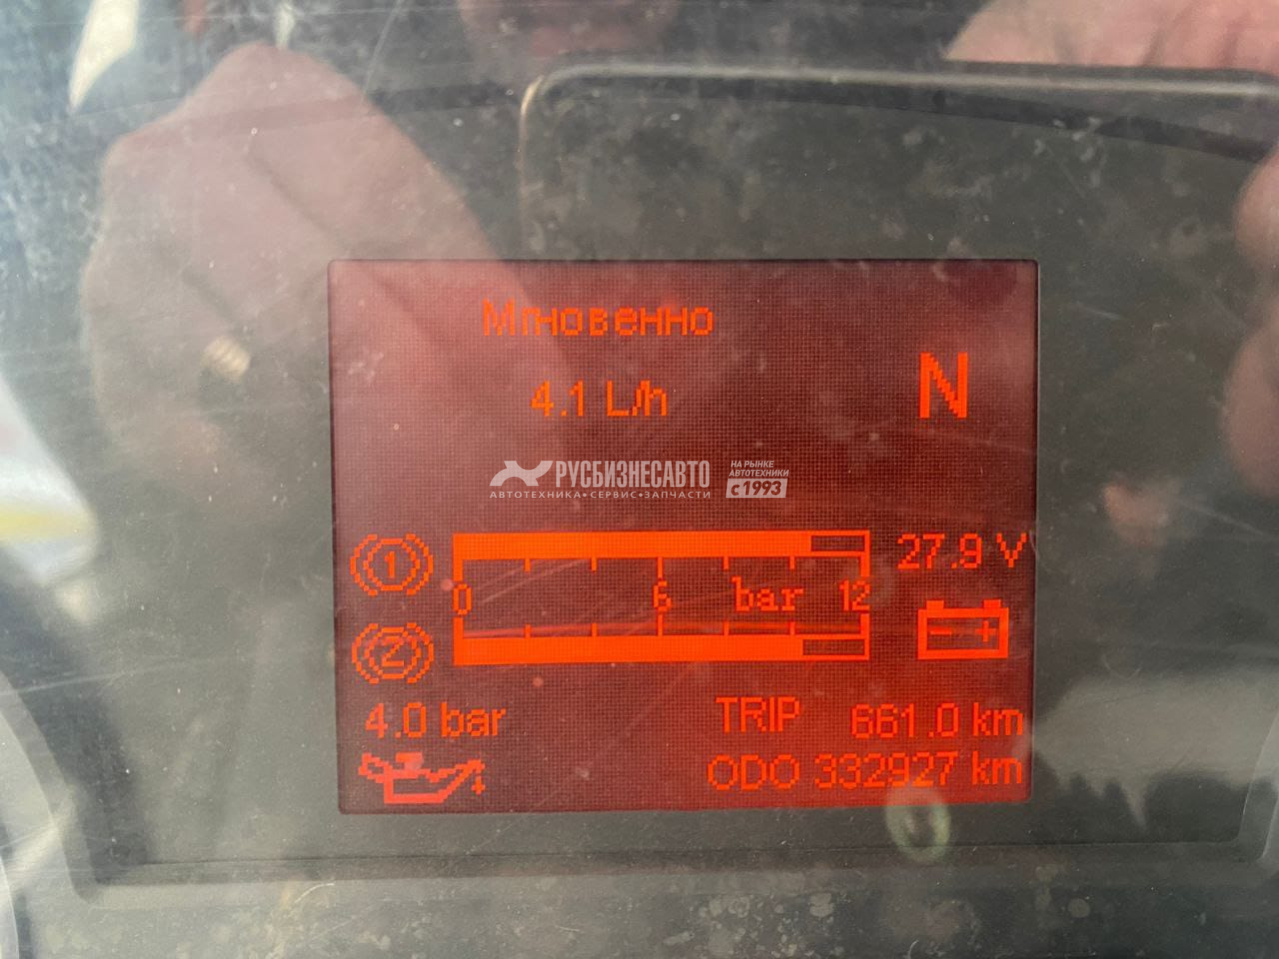 Мгновенно
4.1 L/h
N
РУСБИЗНЕСАВТО
АВТОТЕХНИКА•СЕРВИС•ЗАПЧАСТИ
НА РЫНКЕ
АВТОТЕХНИКИ
с 1993
1
27.9 V
0 6 bar 12
2
- +
4.0 bar
TRIP 661.0 km
ODO 332927 km